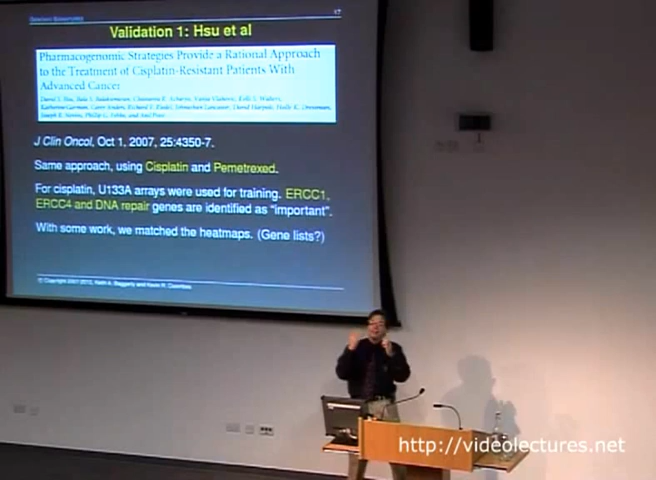 17
Validation 1: Hsu et al
Pharmacogenomic Strategies Provide a Rational Approach
to the Treatment of Cisplatin-Resistant Patients With
Advanced Cancer
J Clin Oncol, Oct 1, 2007, 25:4350-7.
Same approach, using Cisplatin and Pemetrexed.
For cisplatin, U133A arrays were used for training. ERCC1,
ERCC4 and DNA repair genes are identified as "important".
With some work, we matched the heatmaps. (Gene lists?)
http://videolectures.net